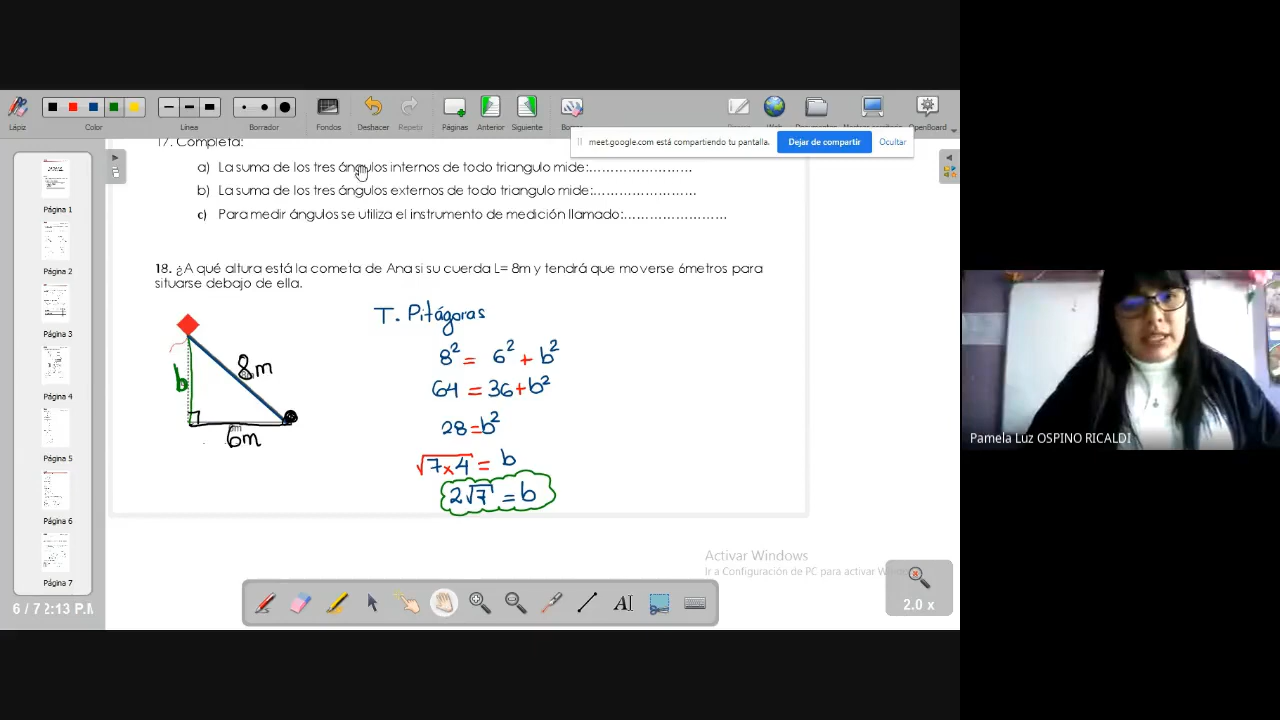 Lápiz Color Línea Borrador Fondos Deshacer Repetir Páginas Anterior Siguiente OpenBoard
meet.google.com está compartiendo tu pantalla. Dejar de compartir Ocultar
17. Completa:
a) La suma de los tres ángulos internos de todo triangulo mide:........................
b) La suma de los tres ángulos externos de todo triangulo mide:........................
c) Para medir ángulos se utiliza el instrumento de medición llamado:........................
18. ¿A qué altura está la cometa de Ana si su cuerda L= 8m y tendrá que moverse 6metros para
situarse debajo de ella.
T. Pitágoras
8² = 6² + b²
64 = 36 + b²
28 = b²
√7x4 = b
2√7 = b
8m
b
6m
Página 1
Página 2
Página 3
Página 4
Página 5
Página 6
Página 7
6 / 7 2:13 P.M
Activar Windows
Ir a Configuración de PC para activar
2.0 x
Pamela Luz OSPINO RICALDI